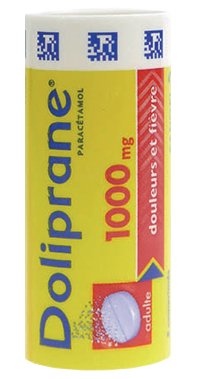 Doliprane®
PARACÉTAMOL
1000 mg
douleurs et fièvre
adulte